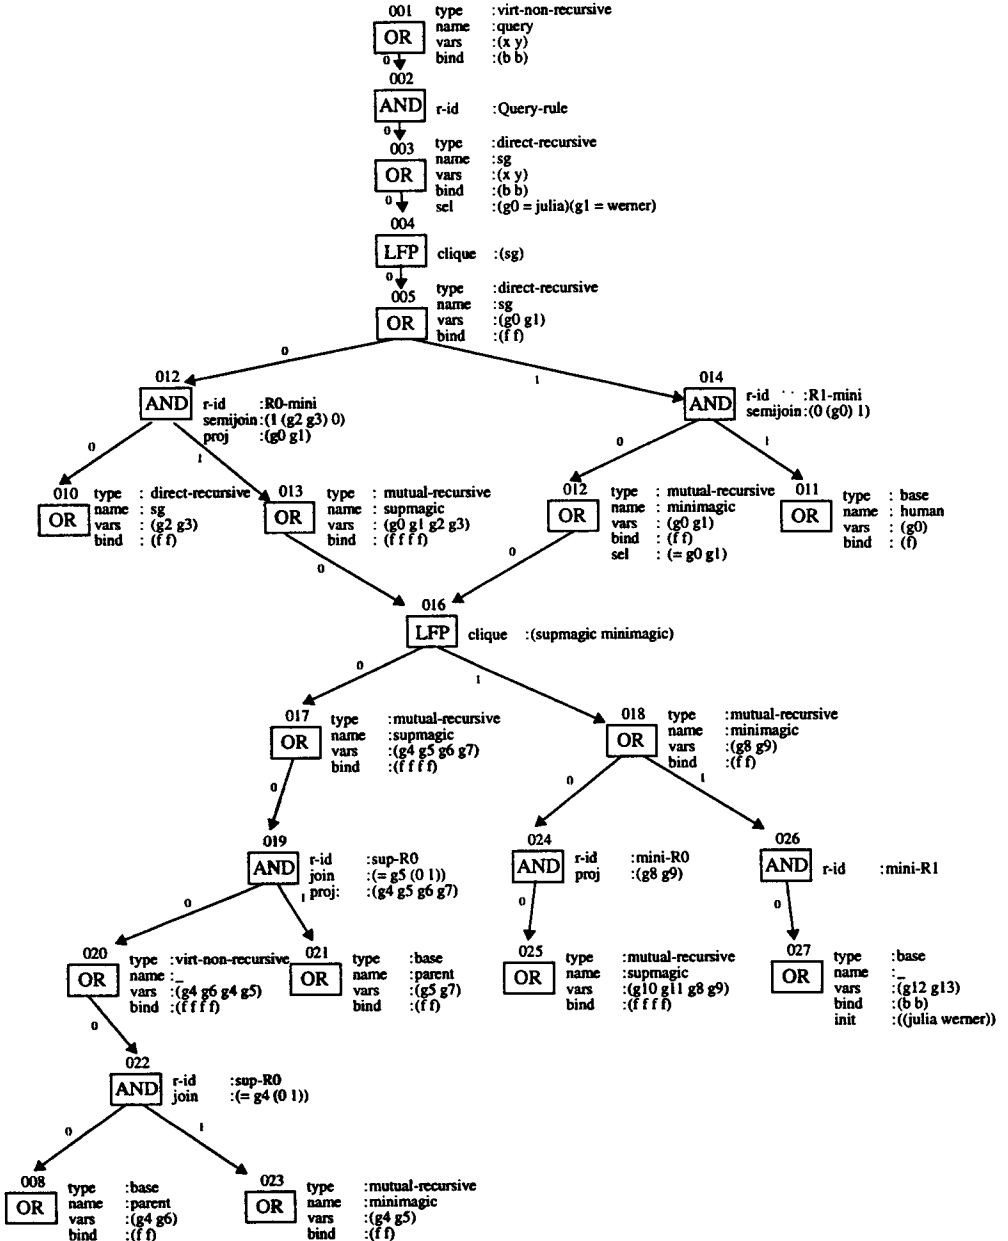 001
type :virt-non-recursive
name :query
vars :(x y)
bind :(b b)
OR
0
002
AND
r-id :Query-rule
0
003
type :direct-recursive
name :sg
vars :(x y)
bind :(b b)
sel :(g0 = julia)(g1 = werner)
OR
0
004
LFP
clique :(sg)
0
005
type :direct-recursive
name :sg
vars :(g0 g1)
bind :(f f)
OR
0
1
012
AND
r-id :R0-mini
semijoin:(1 (g2 g3) 0)
proj :(g0 g1)
014
AND
r-id :R1-mini
semijoin:(0 (g0) 1)
0
1
0
1
010
OR
type : direct-recursive
name : sg
vars : (g2 g3)
bind : (f f)
013
OR
type : mutual-recursive
name : supmagic
vars : (g0 g1 g2 g3)
bind : (f f f f)
012
OR
type : mutual-recursive
name : minimagic
vars : (g0 g1)
bind : (f f)
sel : (= g0 g1)
011
OR
type : base
name : human
vars : (g0)
bind : (f)
0
0
016
LFP
clique :(supmagic minimagic)
0
1
017
OR
type :mutual-recursive
name :supmagic
vars :(g4 g5 g6 g7)
bind :(f f f f)
018
OR
type :mutual-recursive
name :minimagic
vars :(g8 g9)
bind :(f f)
0
0
1
019
AND
r-id :sup-R0
join :(= g5 (0 1))
proj: :(g4 g5 g6 g7)
024
AND
r-id :mini-R0
proj :(g8 g9)
026
AND
r-id :mini-R1
0
1
0
0
020
OR
type :virt-non-recursive
name :_
vars :(g4 g6 g4 g5)
bind :(f f f f)
021
OR
type :base
name :parent
vars :(g5 g7)
bind :(f f)
025
OR
type :mutual-recursive
name :supmagic
vars :(g10 g11 g8 g9)
bind :(f f f f)
027
OR
type :base
name :_
vars :(g12 g13)
bind :(b b)
init :((julia werner))
0
022
AND
r-id :sup-R0
join :(= g4 (0 1))
0
1
008
OR
type :base
name :parent
vars :(g4 g6)
bind :(f f)
023
OR
type :mutual-recursive
name :minimagic
vars :(g4 g5)
bind :(f f)